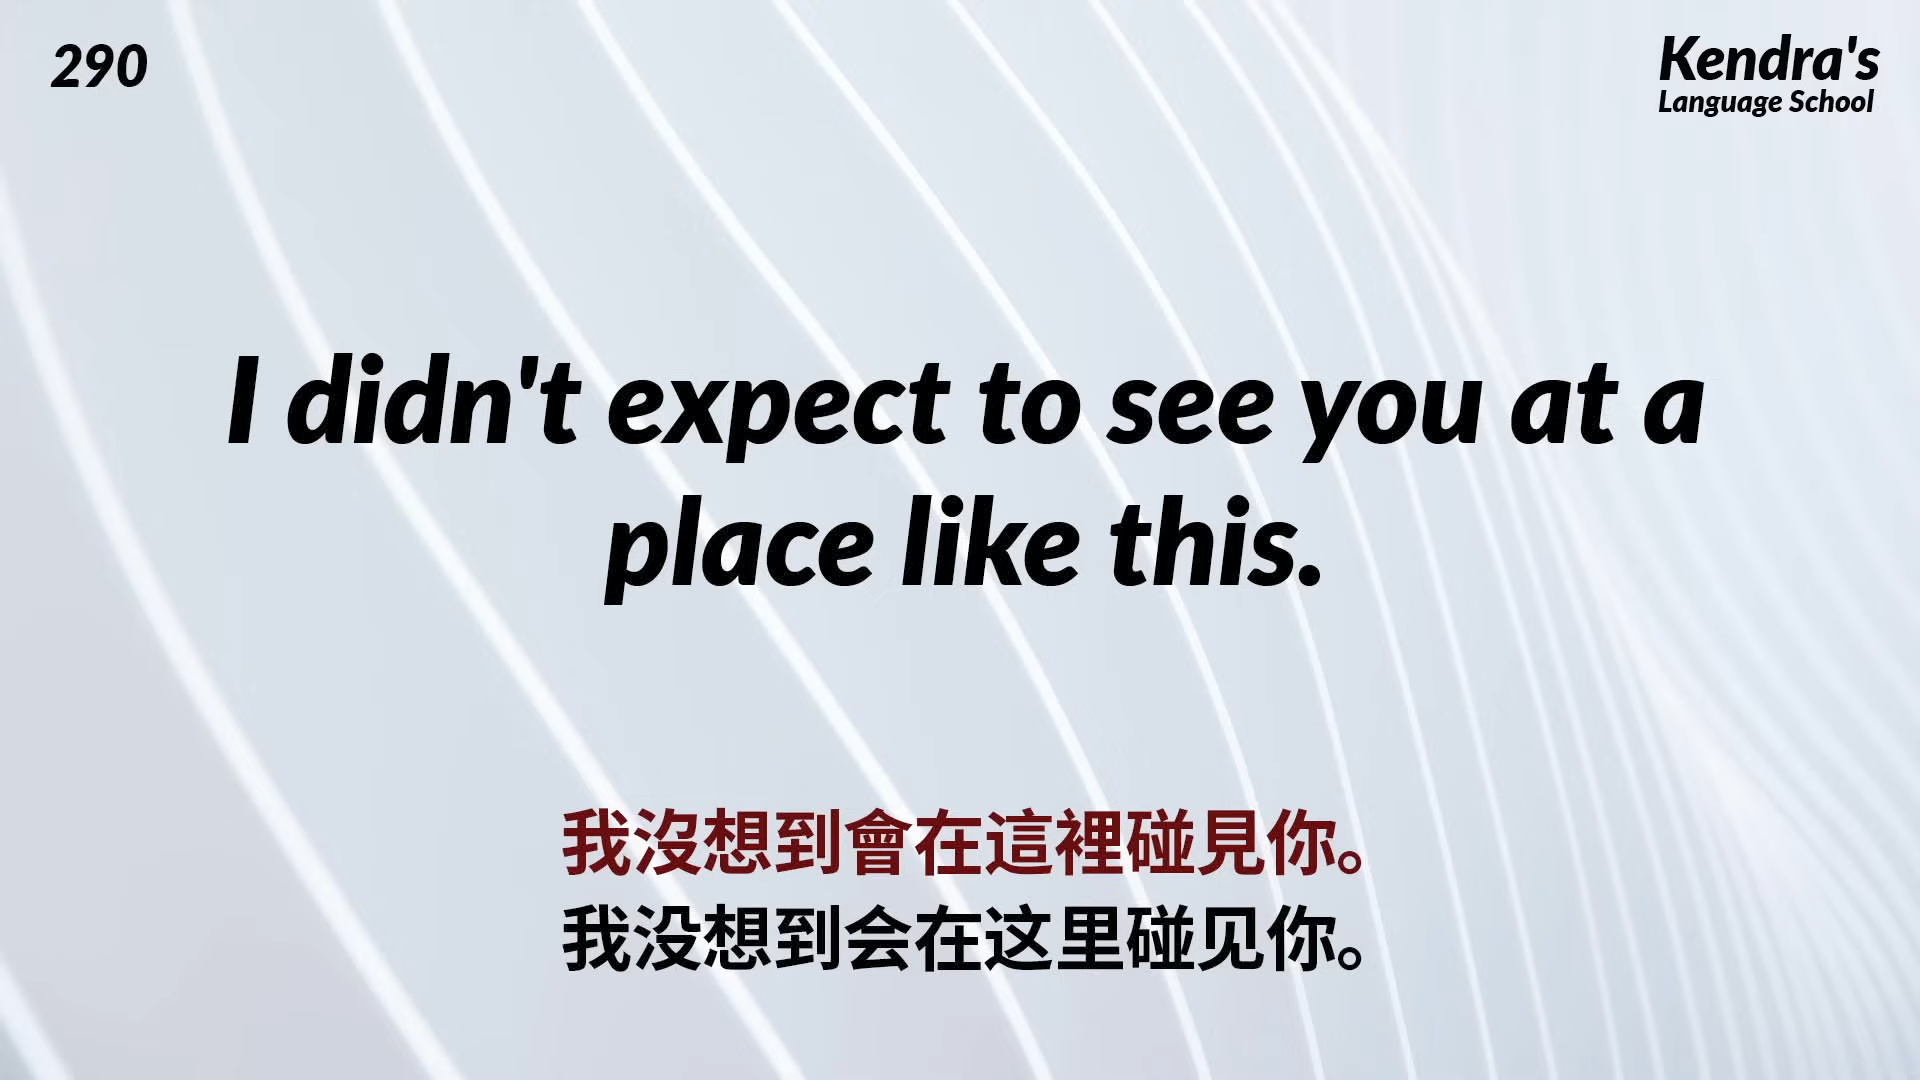 290
Kendra's
Language School
I didn't expect to see you at a
place like this.
我沒想到會在這裡碰見你。
我没想到会在这里碰见你。